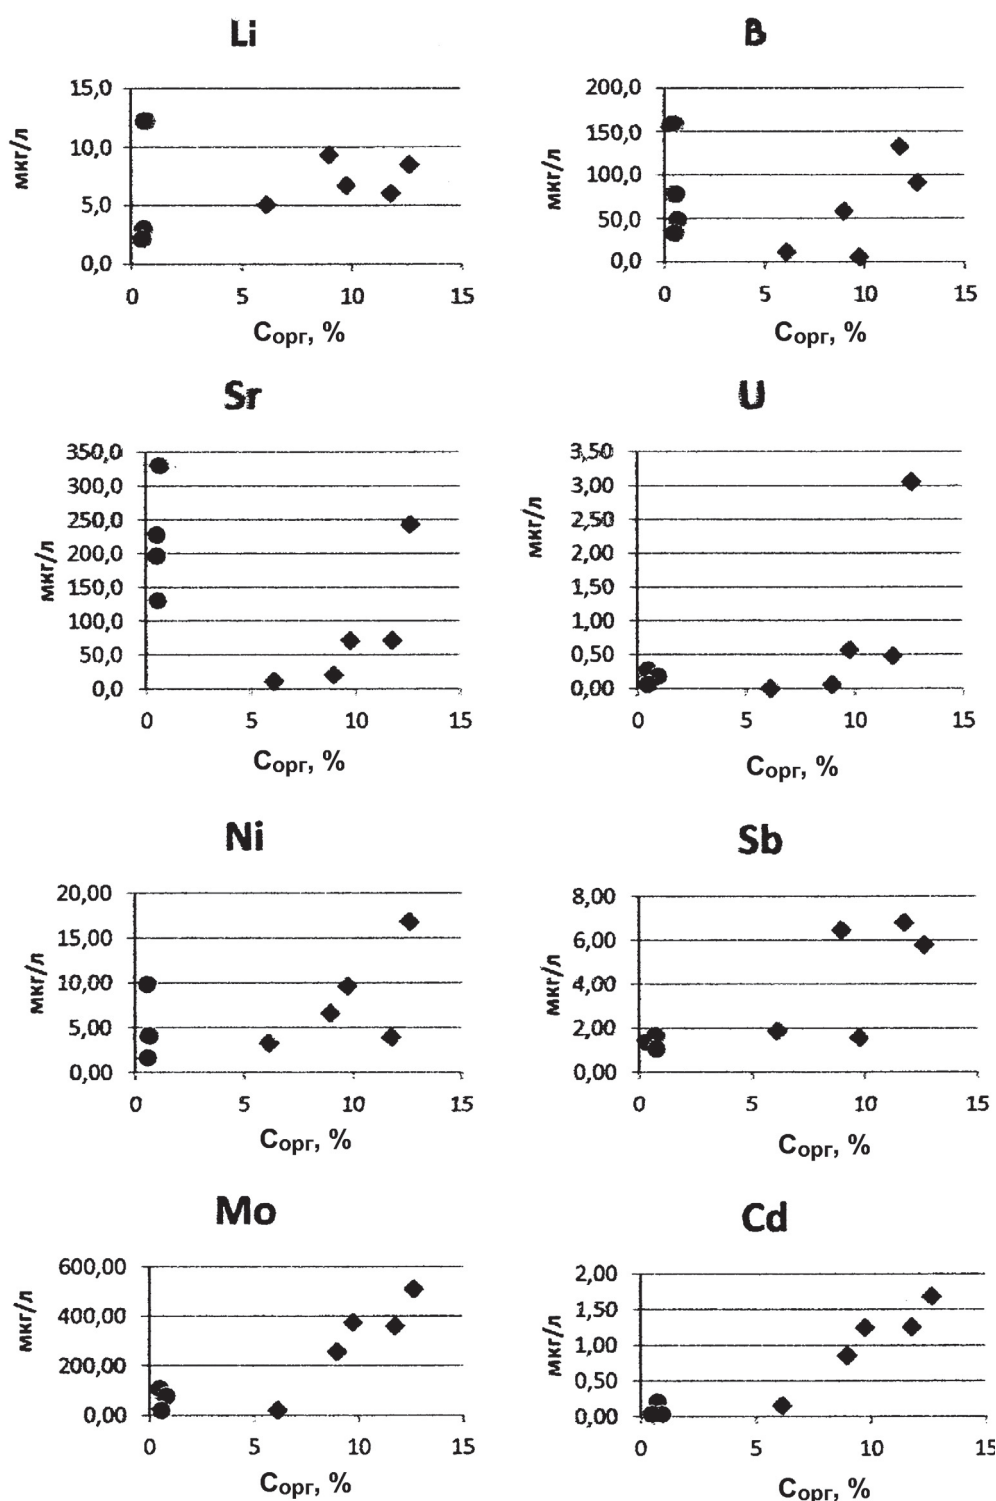 Li
15,0
10,0
5,0
0,0
мкг/л
0 5 10 15
Cорг, %
B
200,0
150,0
100,0
50,0
0,0
мкг/л
0 5 10 15
Cорг, %
Sr
350,0
300,0
250,0
200,0
150,0
100,0
50,0
0,0
мкг/л
0 5 10 15
Cорг, %
U
3,50
3,00
2,50
2,00
1,50
1,00
0,50
0,00
мкг/л
0 5 10 15
Cорг, %
Ni
20,00
15,00
10,00
5,00
0,00
мкг/л
0 5 10 15
Cорг, %
Sb
8,00
6,00
4,00
2,00
0,00
мкг/л
0 5 10 15
Cорг, %
Mo
600,00
400,00
200,00
0,00
мкг/л
0 5 10 15
Cорг, %
Cd
2,00
1,50
1,00
0,50
0,00
мкг/л
0 5 10 15
Cорг, %